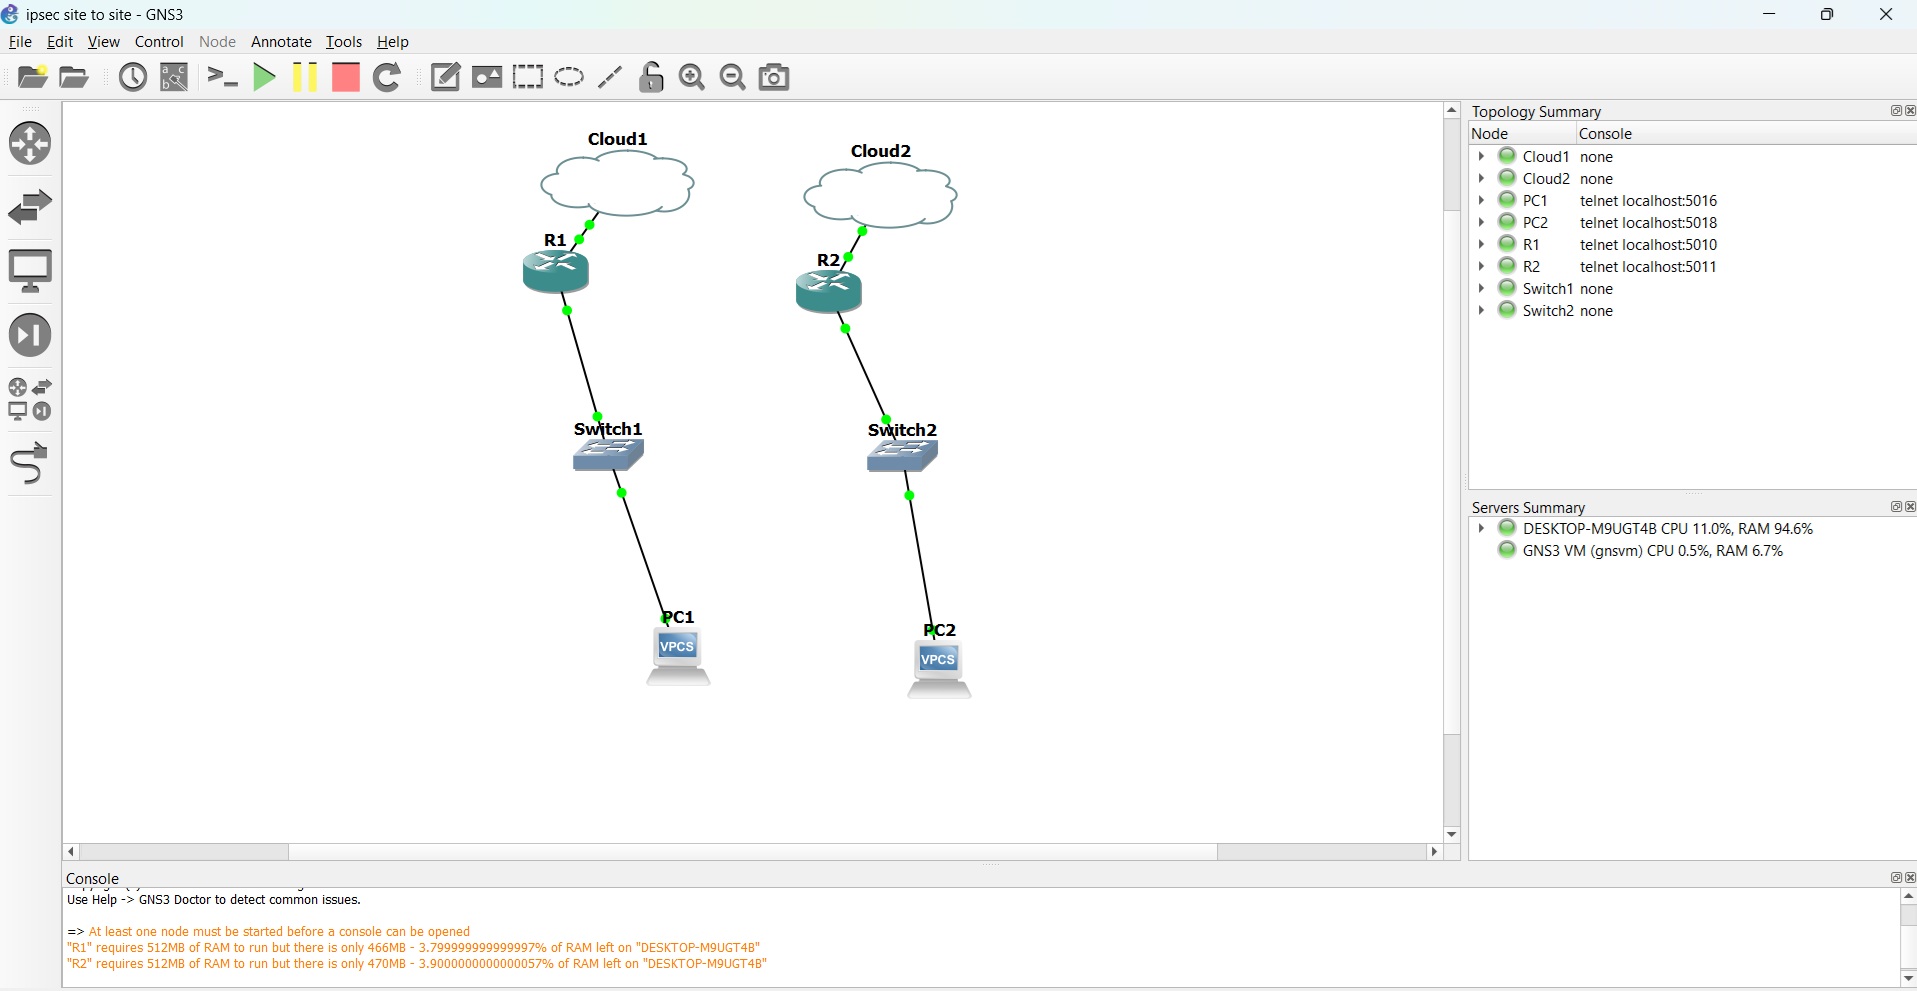 ipsec site to site - GNS3
File Edit View Control Node Annotate Tools Help
Topology Summary
Node Console
Cloud1 none
Cloud2 none
PC1 telnet localhost:5016
PC2 telnet localhost:5018
R1 telnet localhost:5010
R2 telnet localhost:5011
Switch1 none
Switch2 none
Cloud1
Cloud2
R1
R2
Switch1
Switch2
PC1
VPCS
PC2
VPCS
Servers Summary
DESKTOP-M9UGT4B CPU 11.0%, RAM 94.6%
GNS3 VM (gnsvm) CPU 0.5%, RAM 6.7%
Console
Use Help -> GNS3 Doctor to detect common issues.
=> At least one node must be started before a console can be opened
"R1" requires 512MB of RAM to run but there is only 466MB - 3.799999999999997% of RAM left on "DESKTOP-M9UGT4B"
"R2" requires 512MB of RAM to run but there is only 470MB - 3.9000000000000057% of RAM left on "DESKTOP-M9UGT4B"